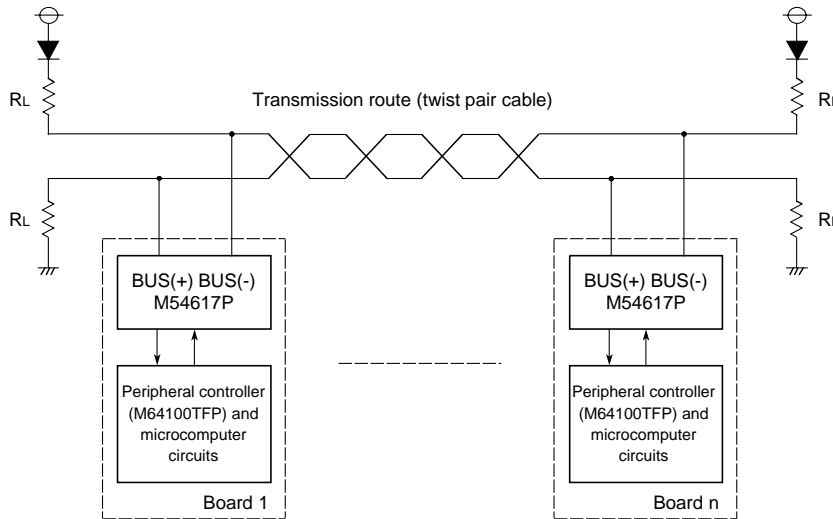 Transmission route (twist pair cable)
RL
RL
RL
BUS(+) BUS(-)
M54617P
Peripheral controller
(M64100TFP) and
microcomputer
circuits
Board 1
BUS(+) BUS(-)
M54617P
Peripheral controller
(M64100TFP) and
microcomputer
circuits
Board n